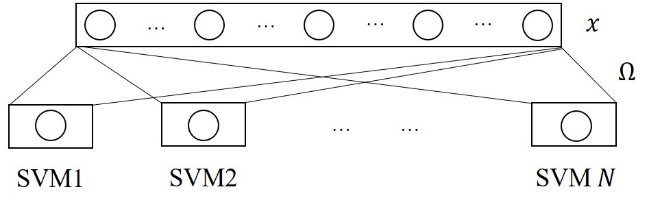 … … … … x
Ω
… …
SVM1 SVM2 SVM N